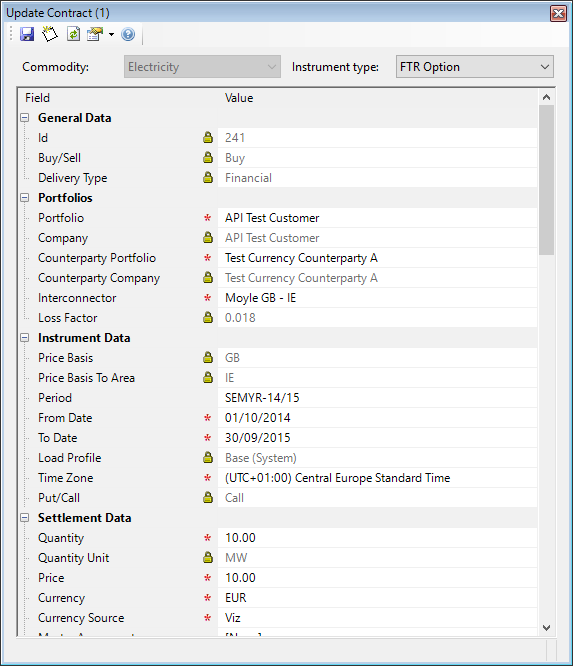 Update Contract (1)
Commodity: Electricity Instrument type: FTR Option
Field Value
General Data
Id 241
Buy/Sell Buy
Delivery Type Financial
Portfolios
Portfolio * API Test Customer
Company API Test Customer
Counterparty Portfolio * Test Currency Counterparty A
Counterparty Company Test Currency Counterparty A
Interconnector * Moyle GB - IE
Loss Factor 0.018
Instrument Data
Price Basis GB
Price Basis To Area IE
Period SEMYR-14/15
From Date * 01/10/2014
To Date * 30/09/2015
Load Profile Base (System)
Time Zone * (UTC+01:00) Central Europe Standard Time
Put/Call Call
Settlement Data
Quantity * 10.00
Quantity Unit MW
Price * 10.00
Currency * EUR
Currency Source * Viz